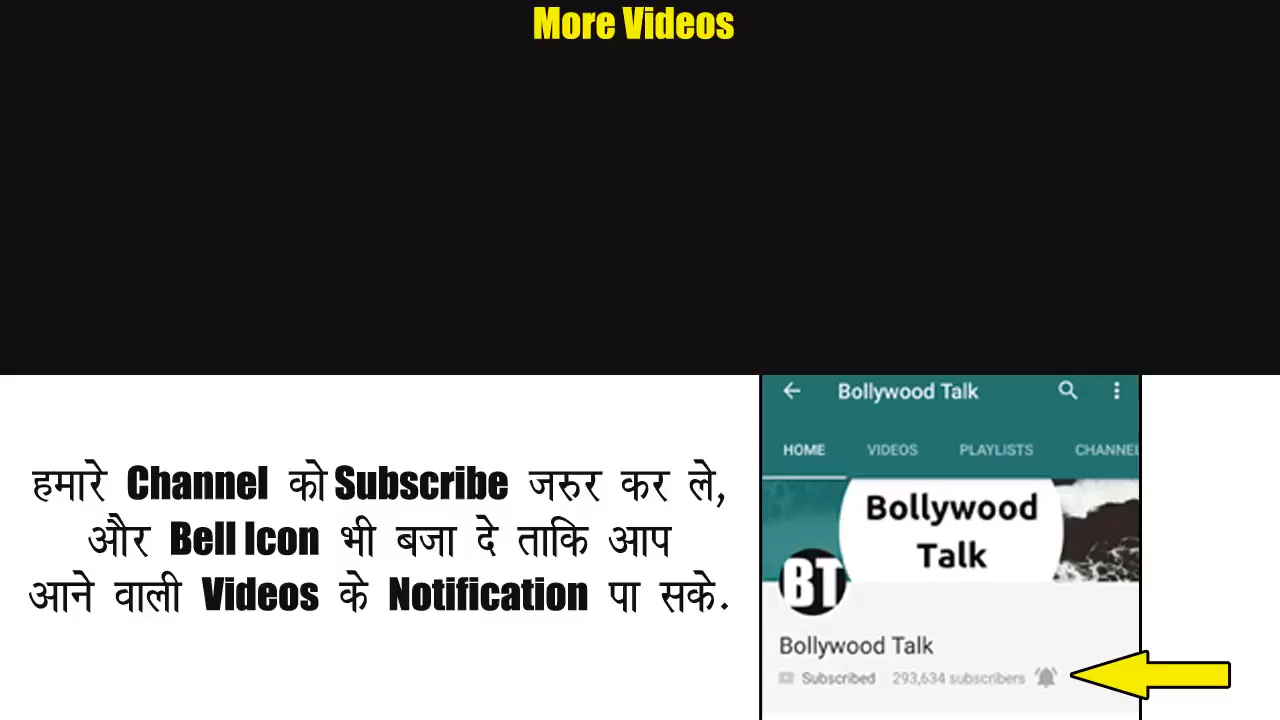 More Videos
हमारे Channel को Subscribe जरुर कर ले,
और Bell Icon भी बजा दे ताकि आप
आने वाली Videos के Notification पा सके.
Bollywood Talk
HOME VIDEOS PLAYLISTS CHANNEL
Bollywood
Talk
BT
Bollywood Talk
Subscribed 293,634 subscribers